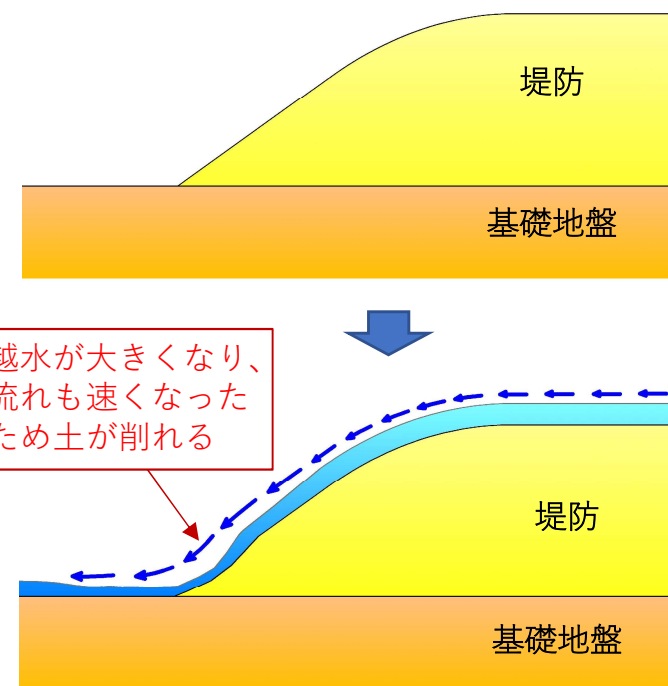 堤防
基礎地盤
越水が大きくなり、
流れも速くなった
ため土が削れる
堤防
基礎地盤